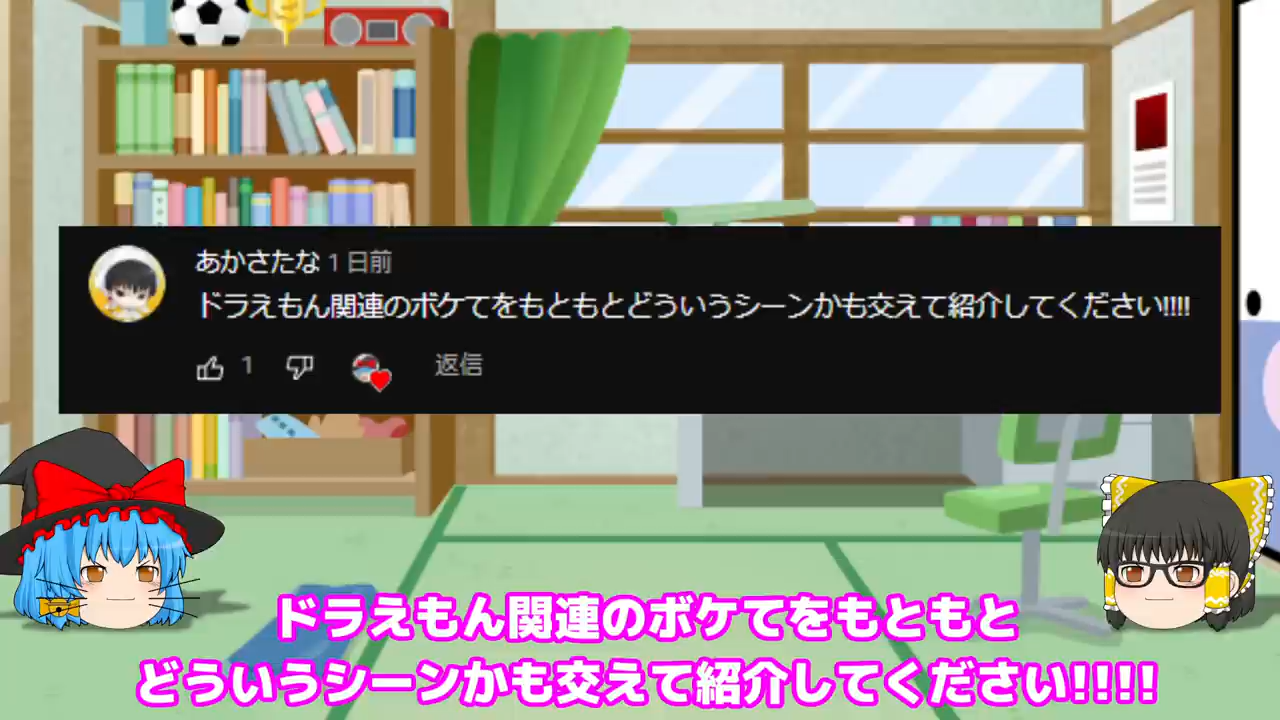 あかさたな 1 日前
ドラえもん関連のボケてをもともとどういうシーンかも交えて紹介してください!!!!
1 返信
ドラえもん関連のボケてをもともと
どういうシーンかも交えて紹介してください!!!!